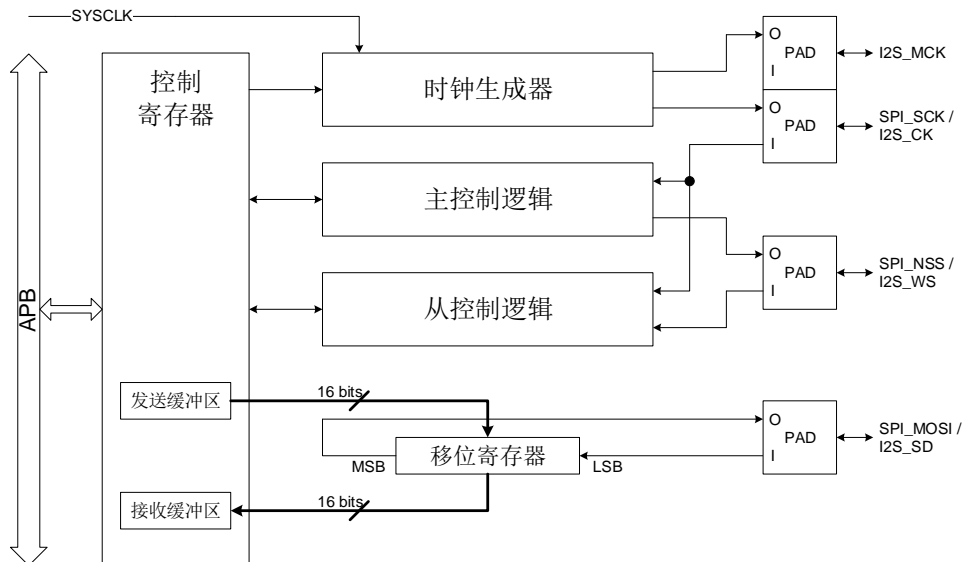 SYSCLK
O
PAD
I
I2S_MCK
控制
寄存器
时钟生成器
O
PAD
I
SPI_SCK /
I2S_CK
主控制逻辑
O
PAD
I
SPI_NSS /
I2S_WS
APB
从控制逻辑
发送缓冲区
16 bits
O
PAD
I
SPI_MOSI /
I2S_SD
MSB
移位寄存器
LSB
接收缓冲区
16 bits